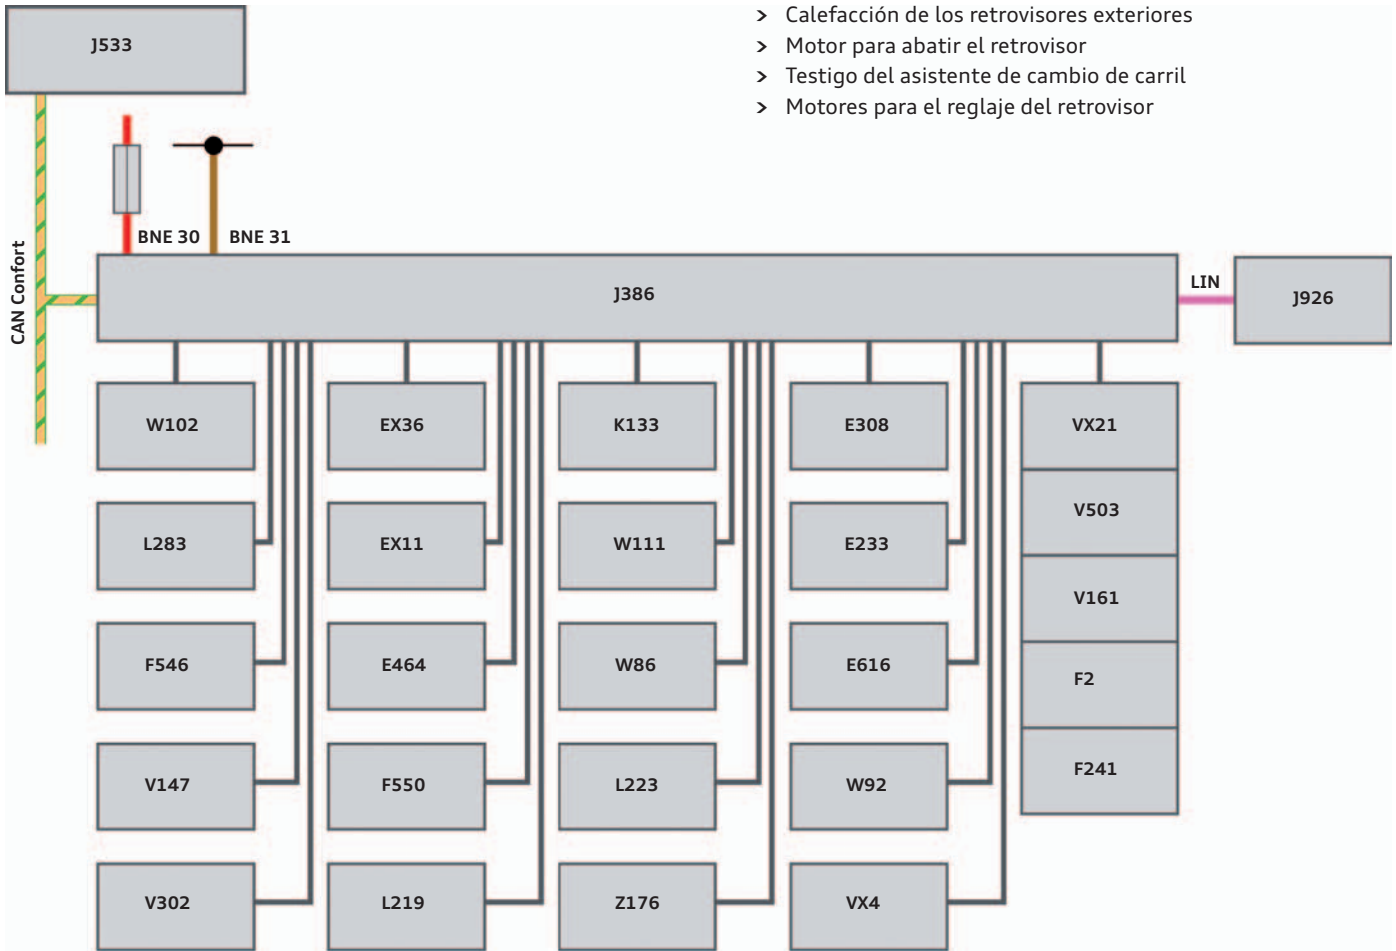 > Calefacción de los retrovisores exteriores
> Motor para abatir el retrovisor
> Testigo del asistente de cambio de carril
> Motores para el reglaje del retrovisor
J533
CAN Confort
BNE 30
BNE 31
J386
LIN
J926
W102
EX36
K133
E308
VX21
L283
EX11
W111
E233
V503
V161
F546
E464
W86
E616
F2
V147
F550
L223
W92
F241
V302
L219
Z176
VX4